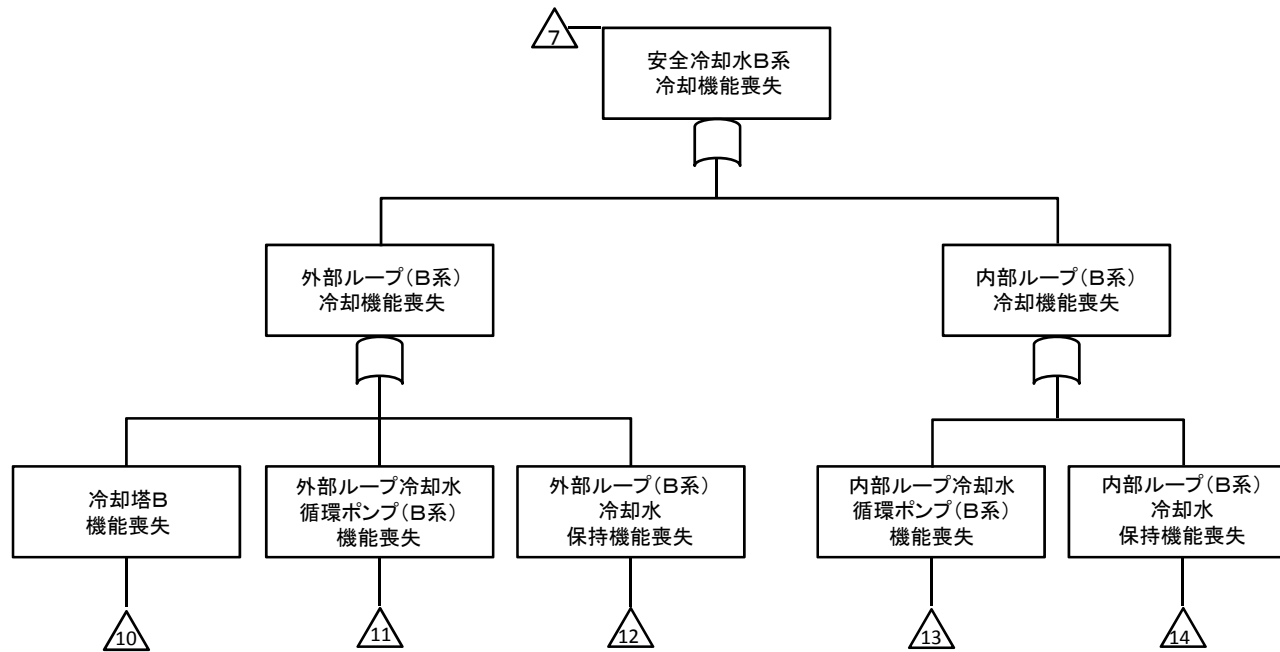 7
安全冷却水B系
冷却機能喪失
外部ループ(B系)
冷却機能喪失
内部ループ(B系)
冷却機能喪失
冷却塔B
機能喪失
外部ループ冷却水
循環ポンプ(B系)
機能喪失
外部ループ(B系)
冷却水
保持機能喪失
内部ループ冷却水
循環ポンプ(B系)
機能喪失
内部ループ(B系)
冷却水
保持機能喪失
10
11
12
13
14